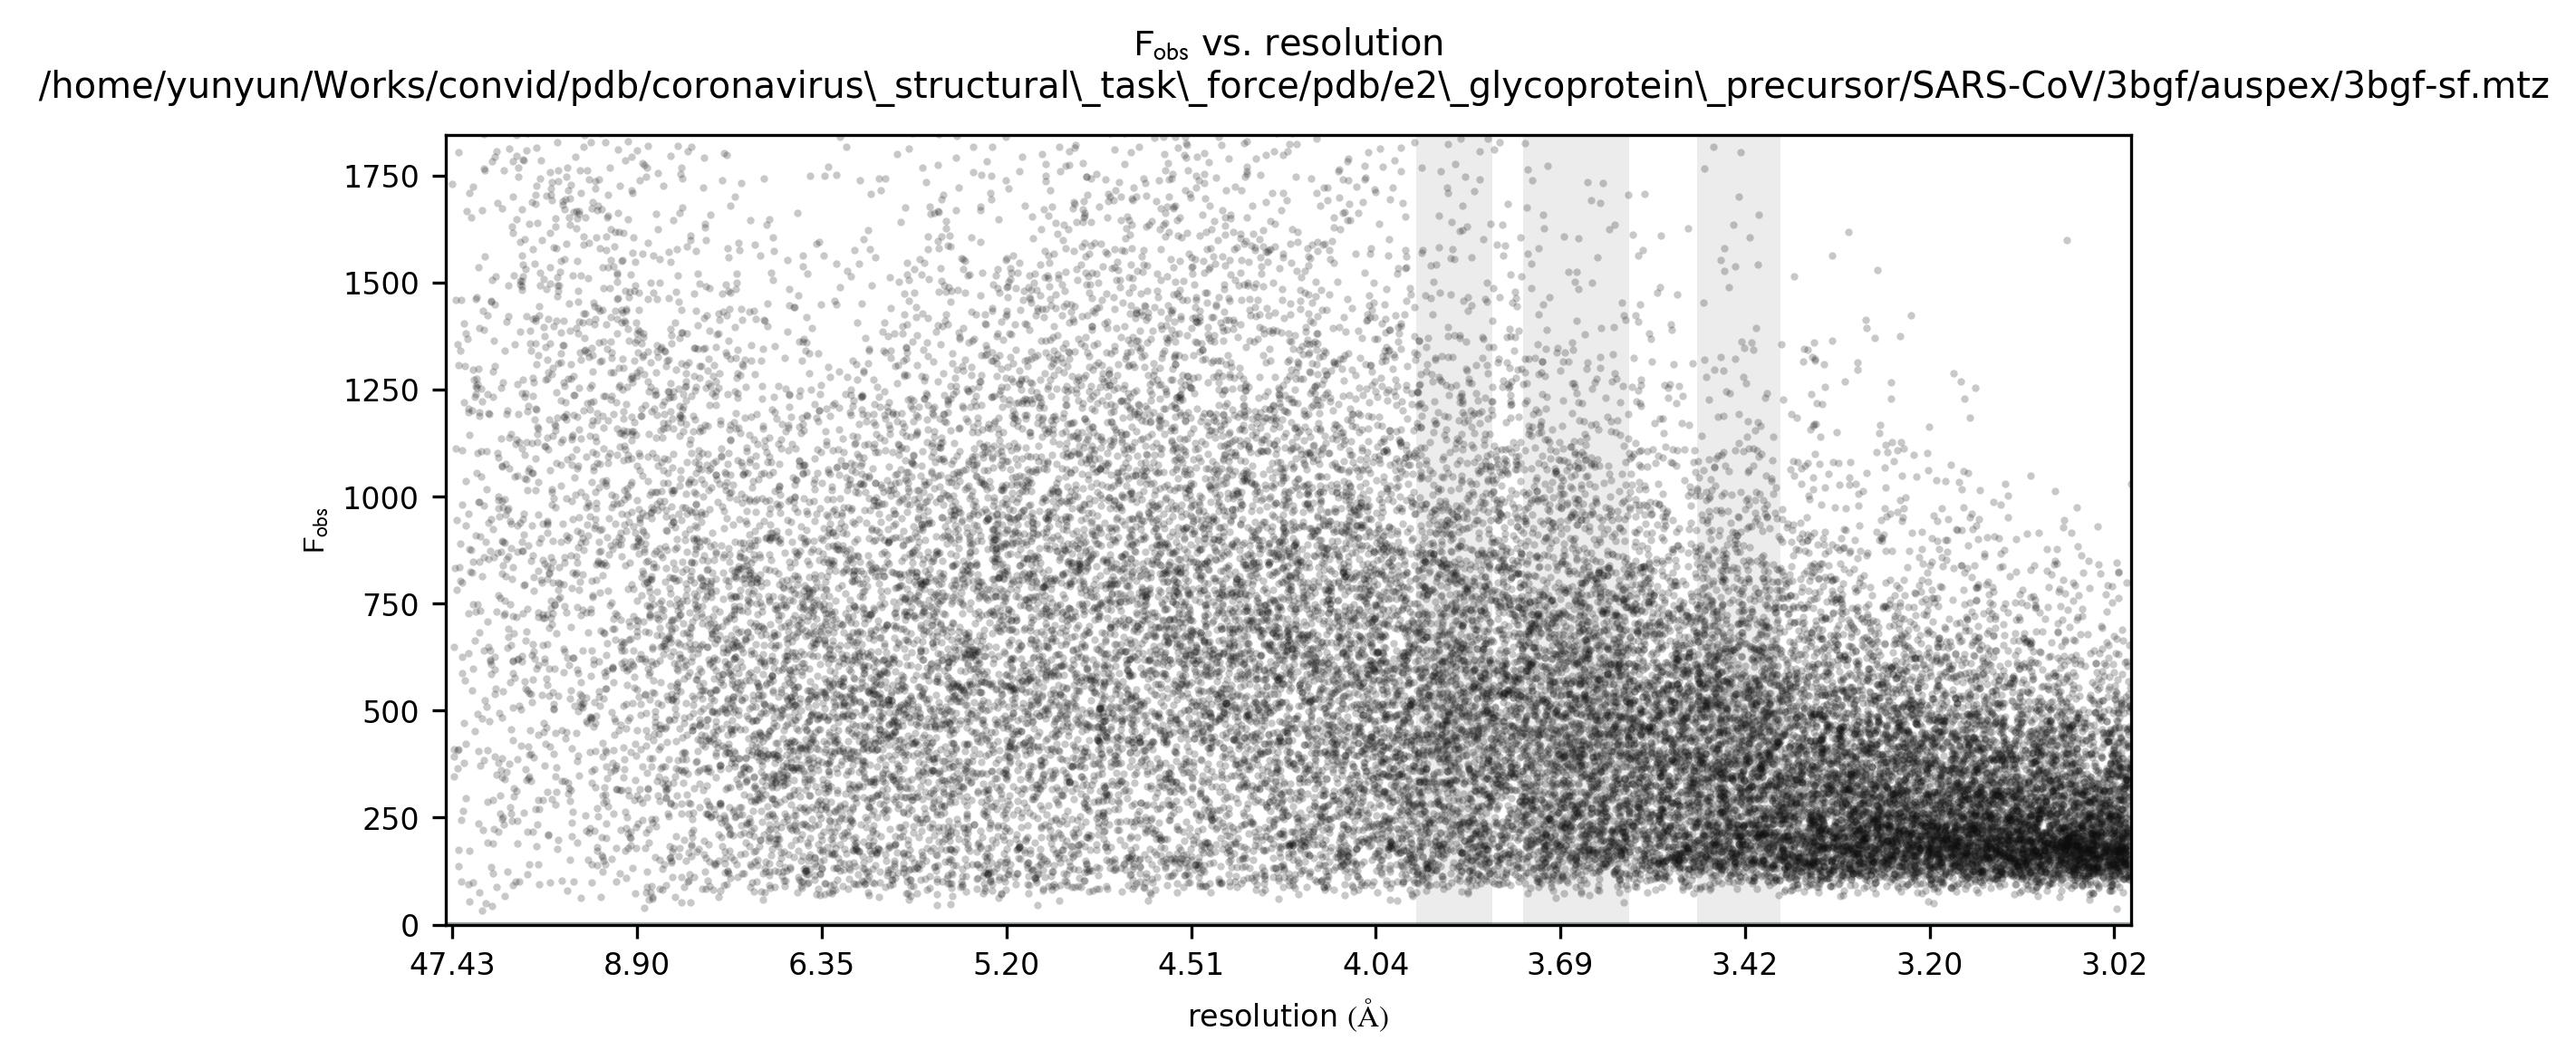 Fobs vs. resolution
/home/yunyun/Works/convid/pdb/coronavirus\_structural\_task\_force/pdb/e2\_glycoprotein\_precursor/SARS-CoV/3bgf/auspex/3bgf-sf.mtz
1750
1500
1250
1000
750
500
250
0
Fobs
47.43 8.90 6.35 5.20 4.51 4.04 3.69 3.42 3.20 3.02
resolution (Å)